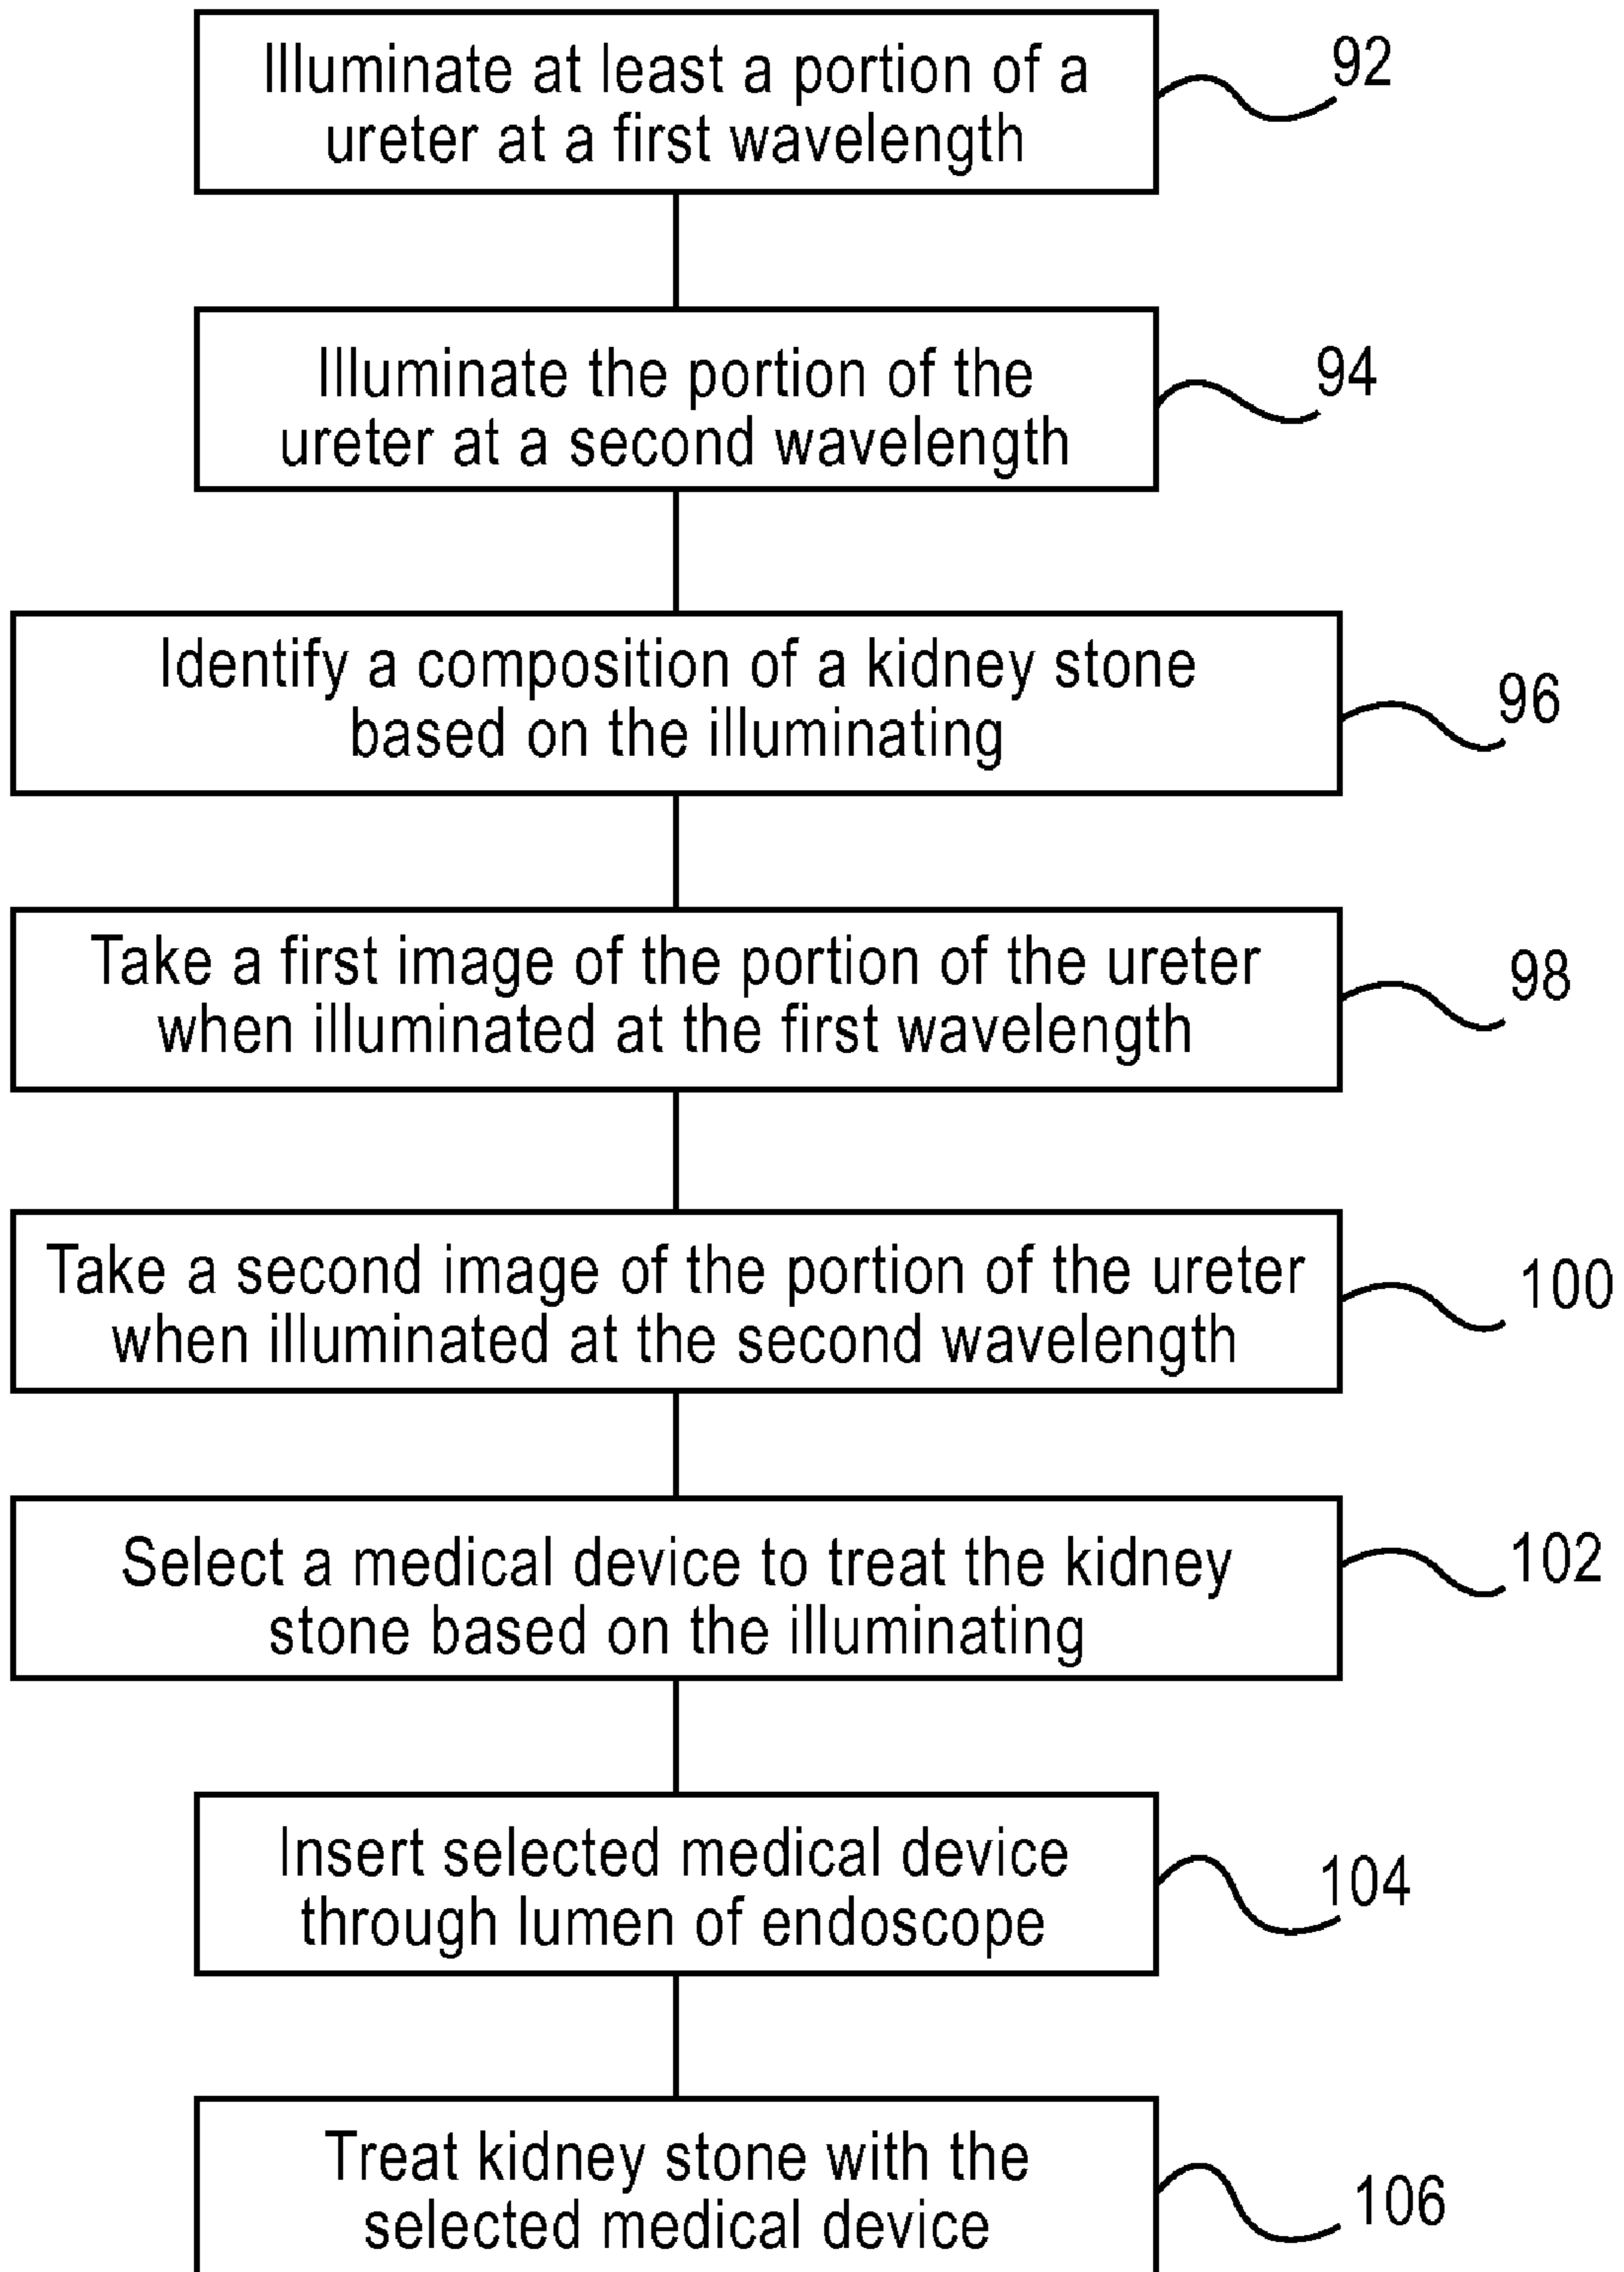 Illuminate at least a portion of a
ureter at a first wavelength
92
Illuminate the portion of the
ureter at a second wavelength
94
Identify a composition of a kidney stone
based on the illuminating
96
Take a first image of the portion of the ureter
when illuminated at the first wavelength
98
Take a second image of the portion of the ureter
when illuminated at the second wavelength
100
Select a medical device to treat the kidney
stone based on the illuminating
102
Insert selected medical device
through lumen of endoscope
104
Treat kidney stone with the
selected medical device
106